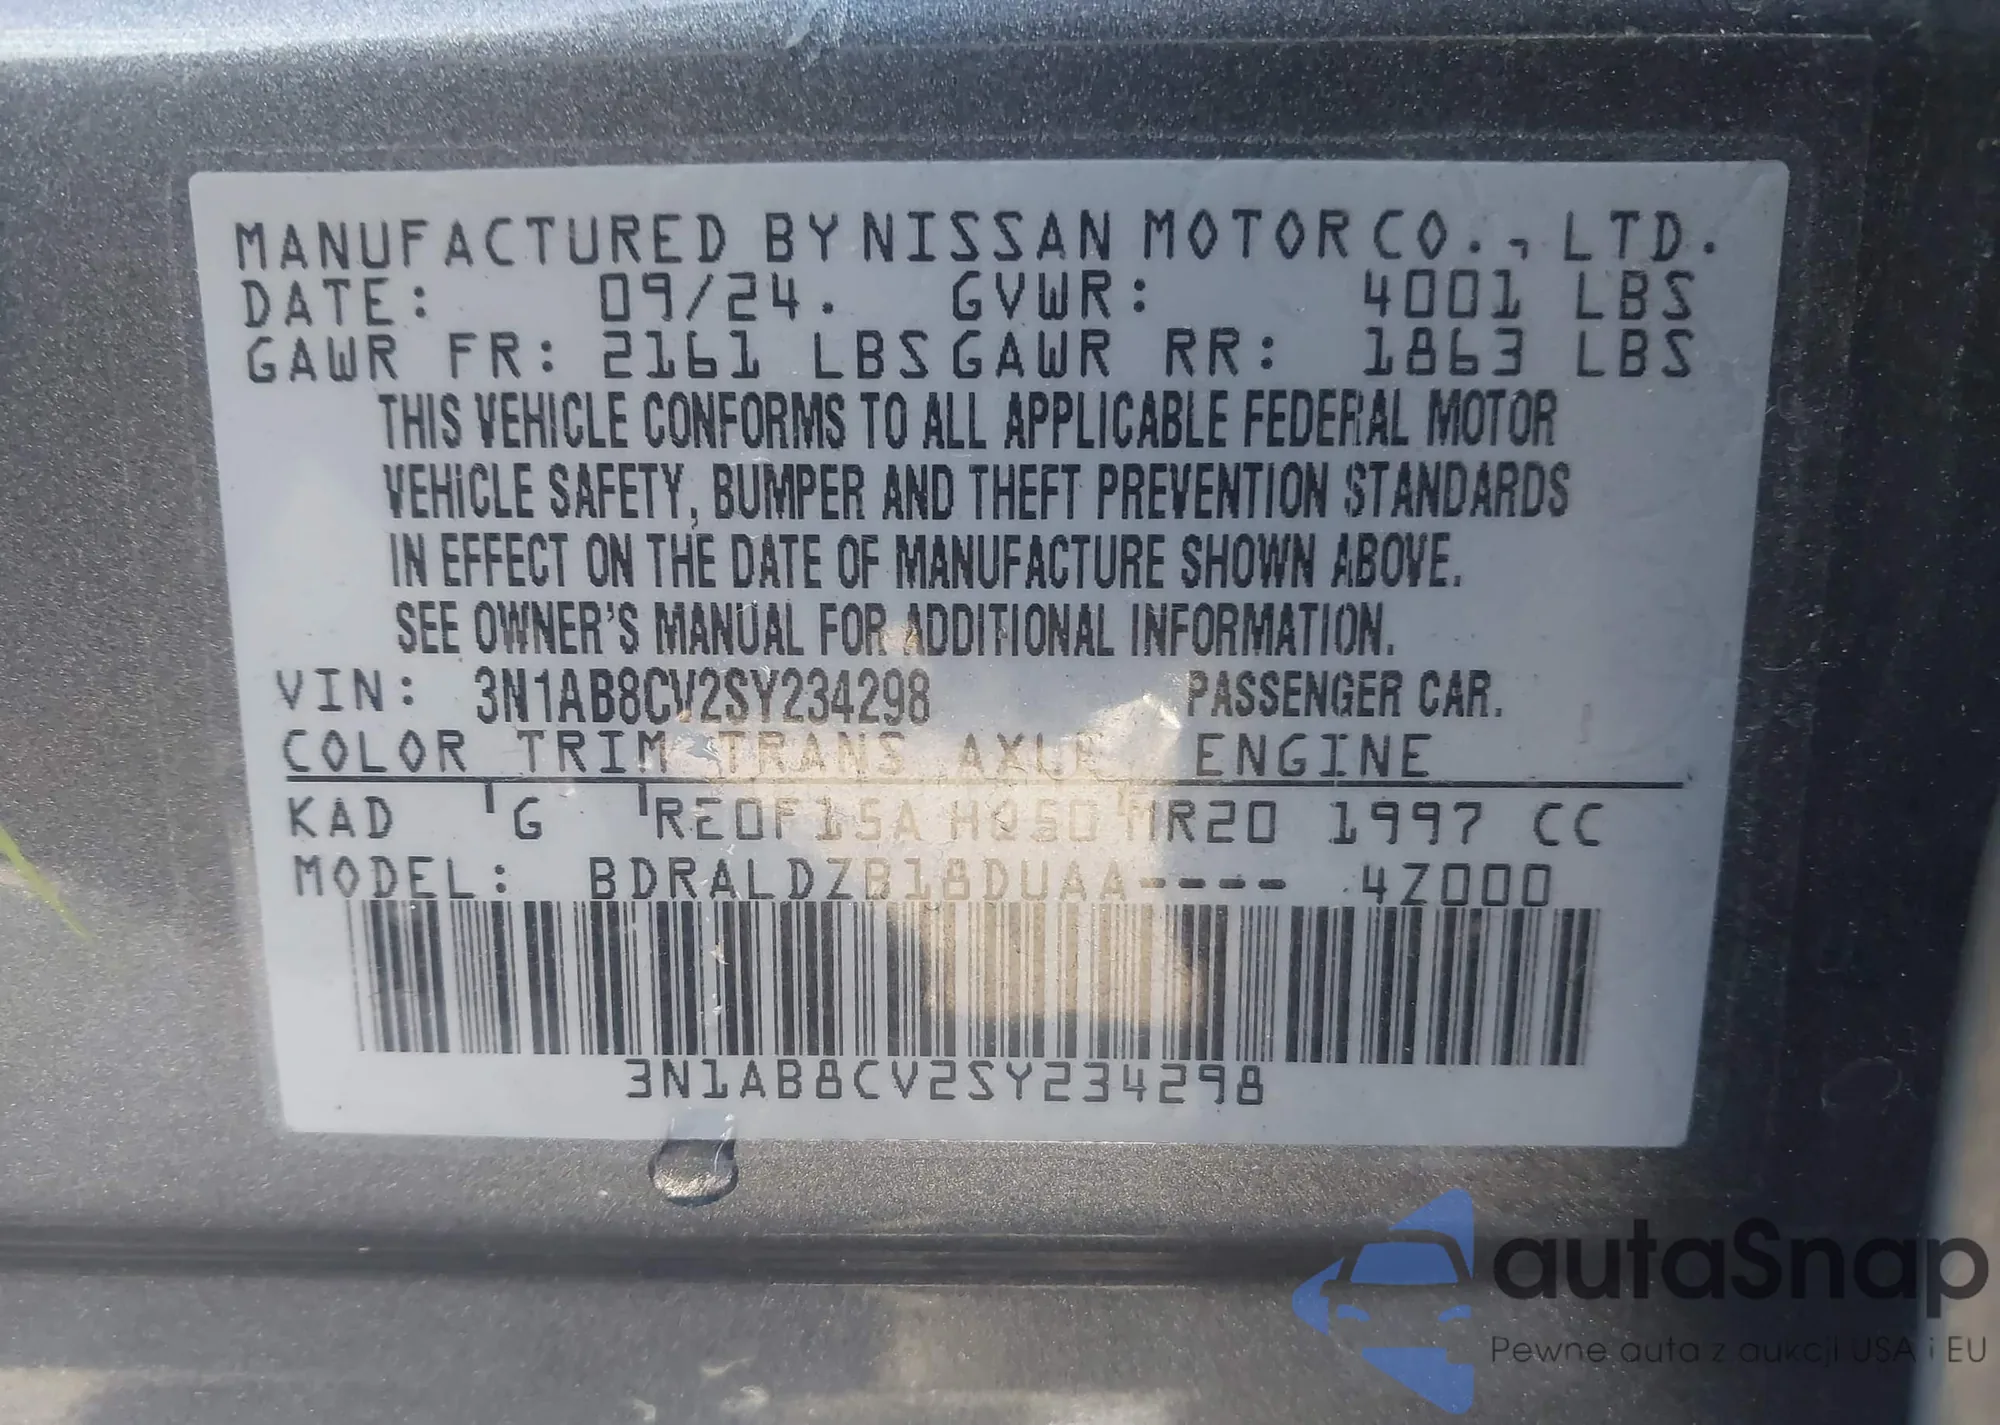 MANUFACTURED BY NISSAN MOTOR CO., LTD.
DATE: 09/24. GVWR: 4001 LBS
GAWR FR: 2161 LBS GAWR RR: 1863 LBS
THIS VEHICLE CONFORMS TO ALL APPLICABLE FEDERAL MOTOR
VEHICLE SAFETY, BUMPER AND THEFT PREVENTION STANDARDS
IN EFFECT ON THE DATE OF MANUFACTURE SHOWN ABOVE.
SEE OWNER'S MANUAL FOR ADDITIONAL INFORMATION.
VIN: 3N1AB8CV2SY234298 PASSENGER CAR.
COLOR TRIM TRANS AXLE ENGINE
KAD G RE0F15A HQ50 MR20 1997 CC
MODEL: BDRALDZB18DUAA---- 4Z000
3N1AB8CV2SY234298
autaSnap
Pewne auta z aukcji USA i EU